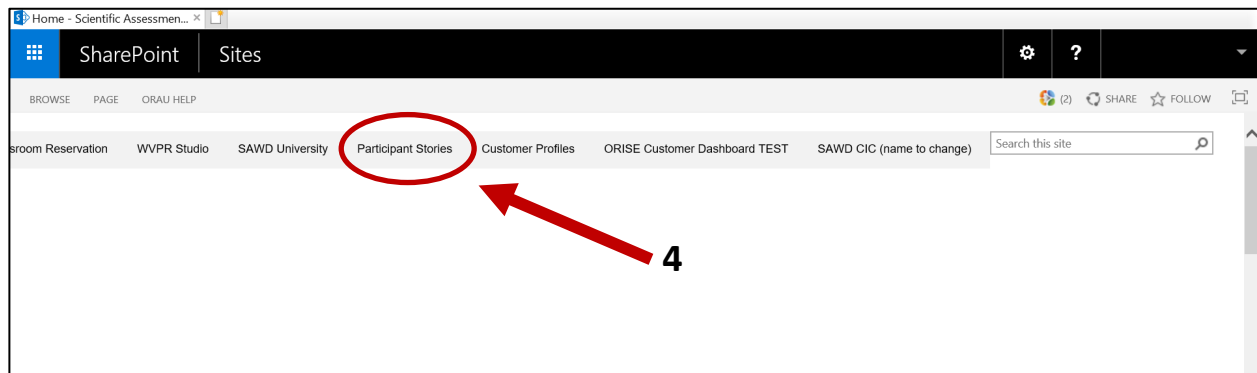 Home - Scientific Assessmen... ×
SharePoint Sites ?
BROWSE PAGE ORAU HELP (2) SHARE FOLLOW
sroom Reservation WVPR Studio SAWD University Participant Stories Customer Profiles ORISE Customer Dashboard TEST SAWD CIC (name to change) Search this site
4